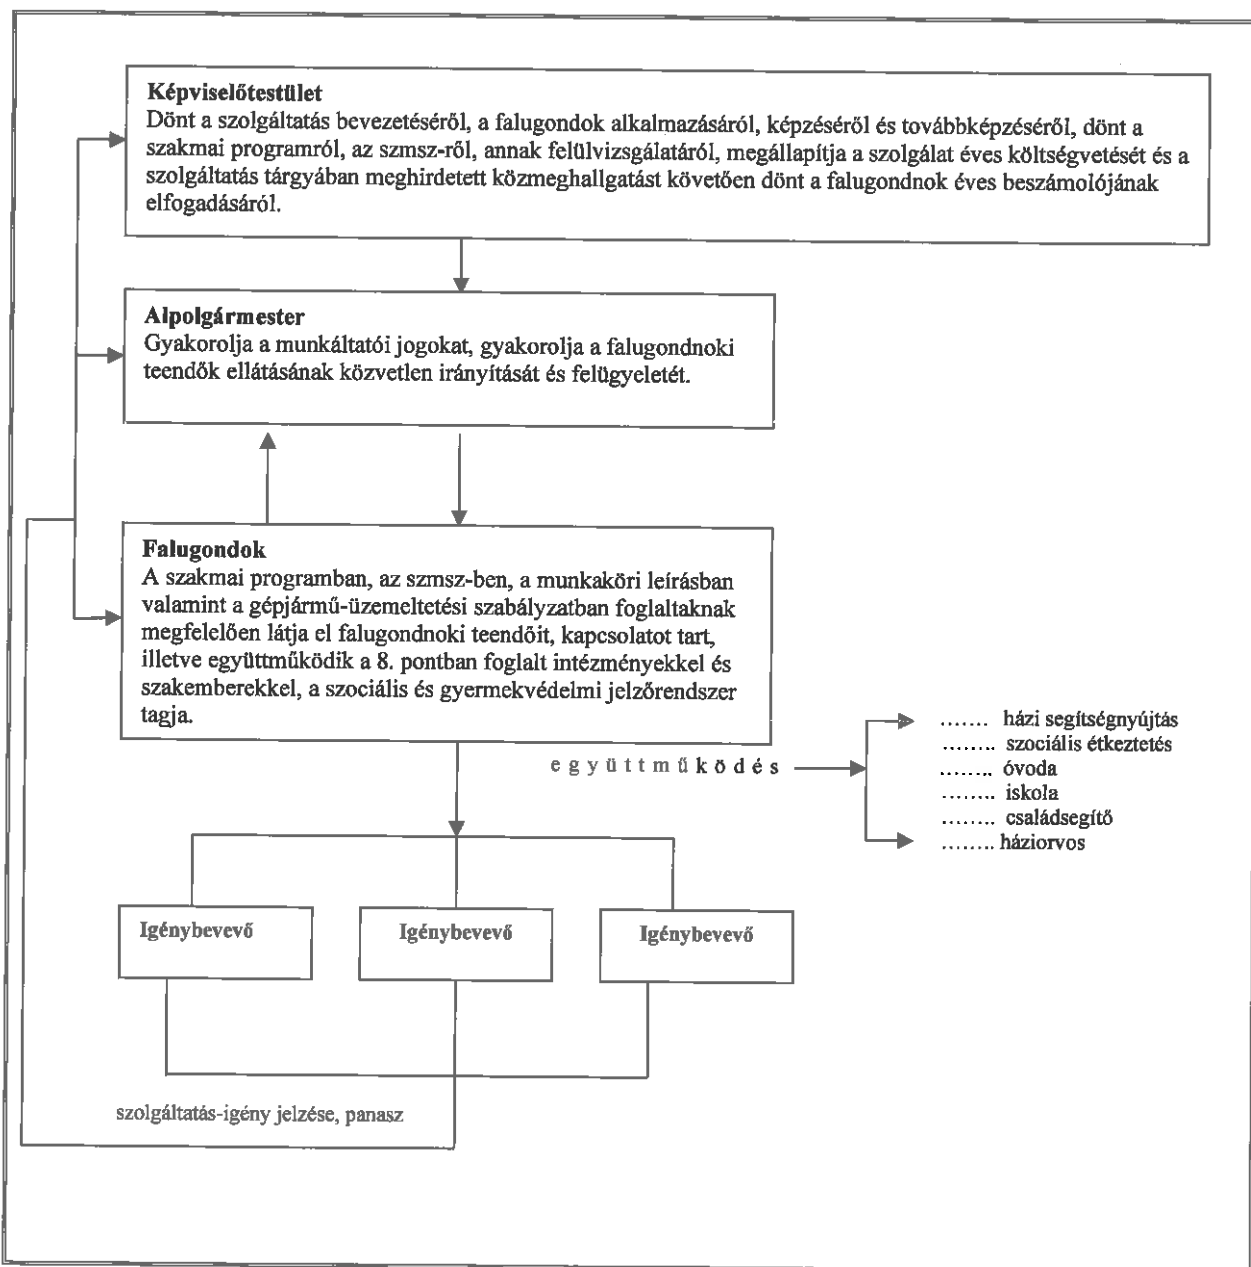 Képviselőtestület
Dönt a szolgáltatás bevezetéséről, a falugondok alkalmazásáról, képzéséről és továbbképzéséről, dönt a
szakmai programról, az szmsz-ről, annak felülvizsgálatáról, megállapítja a szolgálat éves költségvetését és a
szolgáltatás tárgyában meghirdetett közmeghallgatást követően dönt a falugondnok éves beszámolójának
elfogadásáról.
Alpolgármester
Gyakorolja a munkáltatói jogokat, gyakorolja a falugondnoki
teendők ellátásának közvetlen irányítását és felügyeletét.
Falugondok
A szakmai programban, az szmsz-ben, a munkaköri leírásban
valamint a gépjármű-üzemeltetési szabályzatban foglaltaknak
megfelelően látja el falugondnoki teendőit, kapcsolatot tart,
illetve együttműködik a 8. pontban foglalt intézményekkel és
szakemberekkel, a szociális és gyermekvédelmi jelzőrendszer
tagja.
együttműködés
....... házi segítségnyújtás
........ szociális étkeztetés
........ óvoda
........ iskola
........ családsegítő
........ háziorvos
Igénybevevő Igénybevevő Igénybevevő
szolgáltatás-igény jelzése, panasz